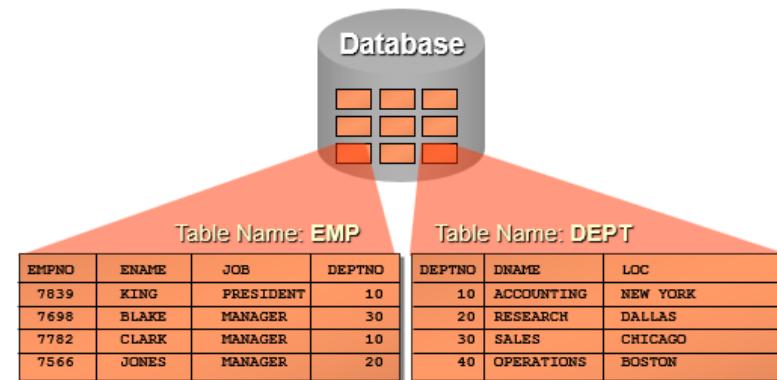 Database
Table Name: EMP
Table Name: DEPT
EMPNO ENAME JOB DEPTNO
7839 KING PRESIDENT 10
7698 BLAKE MANAGER 30
7782 CLARK MANAGER 10
7566 JONES MANAGER 20
DEPTNO DNAME LOC
10 ACCOUNTING NEW YORK
20 RESEARCH DALLAS
30 SALES CHICAGO
40 OPERATIONS BOSTON